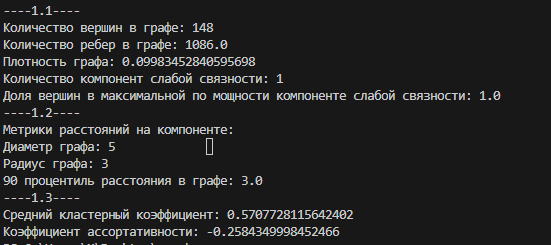 ----1.1----
Количество вершин в графе: 148
Количество ребер в графе: 1086.0
Плотность графа: 0.09983452840595698
Количество компонент слабой связности: 1
Доля вершин в максимальной по мощности компоненте слабой связности: 1.0
----1.2----
Метрики расстояний на компоненте:
Диаметр графа: 5
Радиус графа: 3
90 процентиль расстояния в графе: 3.0
----1.3----
Средний кластерный коэффициент: 0.5707728115642402
Коэффициент ассортативности: -0.2584349998452466